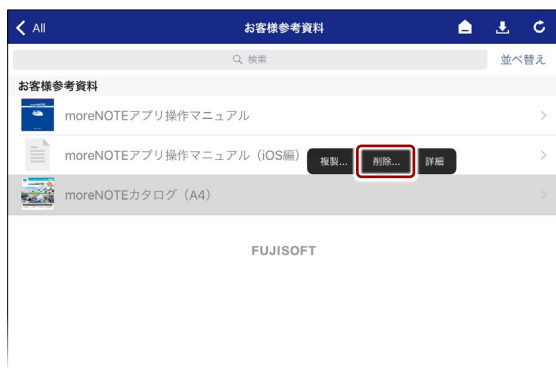 All
お客様参考資料
検索
並べ替え
お客様参考資料
moreNOTEアプリ操作マニュアル
moreNOTEアプリ操作マニュアル（iOS編）
複製...
削除...
詳細
moreNOTEカタログ（A4）
FUJISOFT